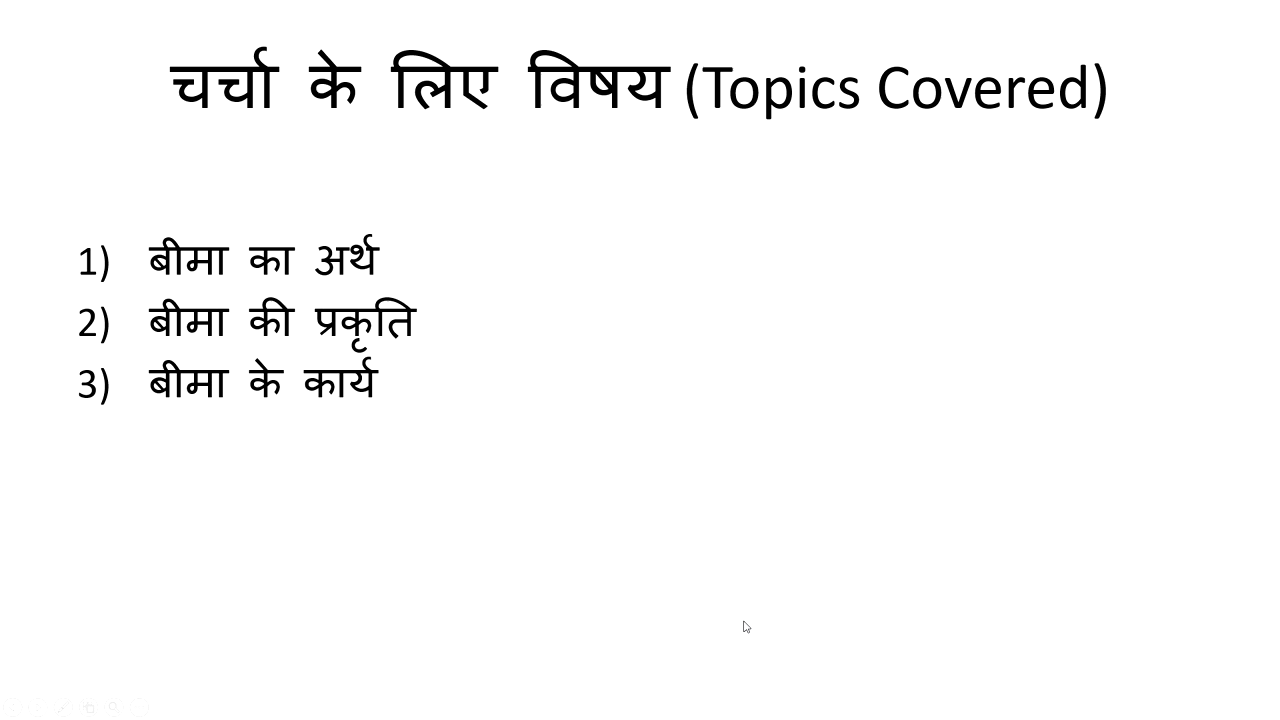 चर्चा के लिए विषय (Topics Covered)
1) बीमा का अर्थ
2) बीमा की प्रकृति
3) बीमा के कार्य